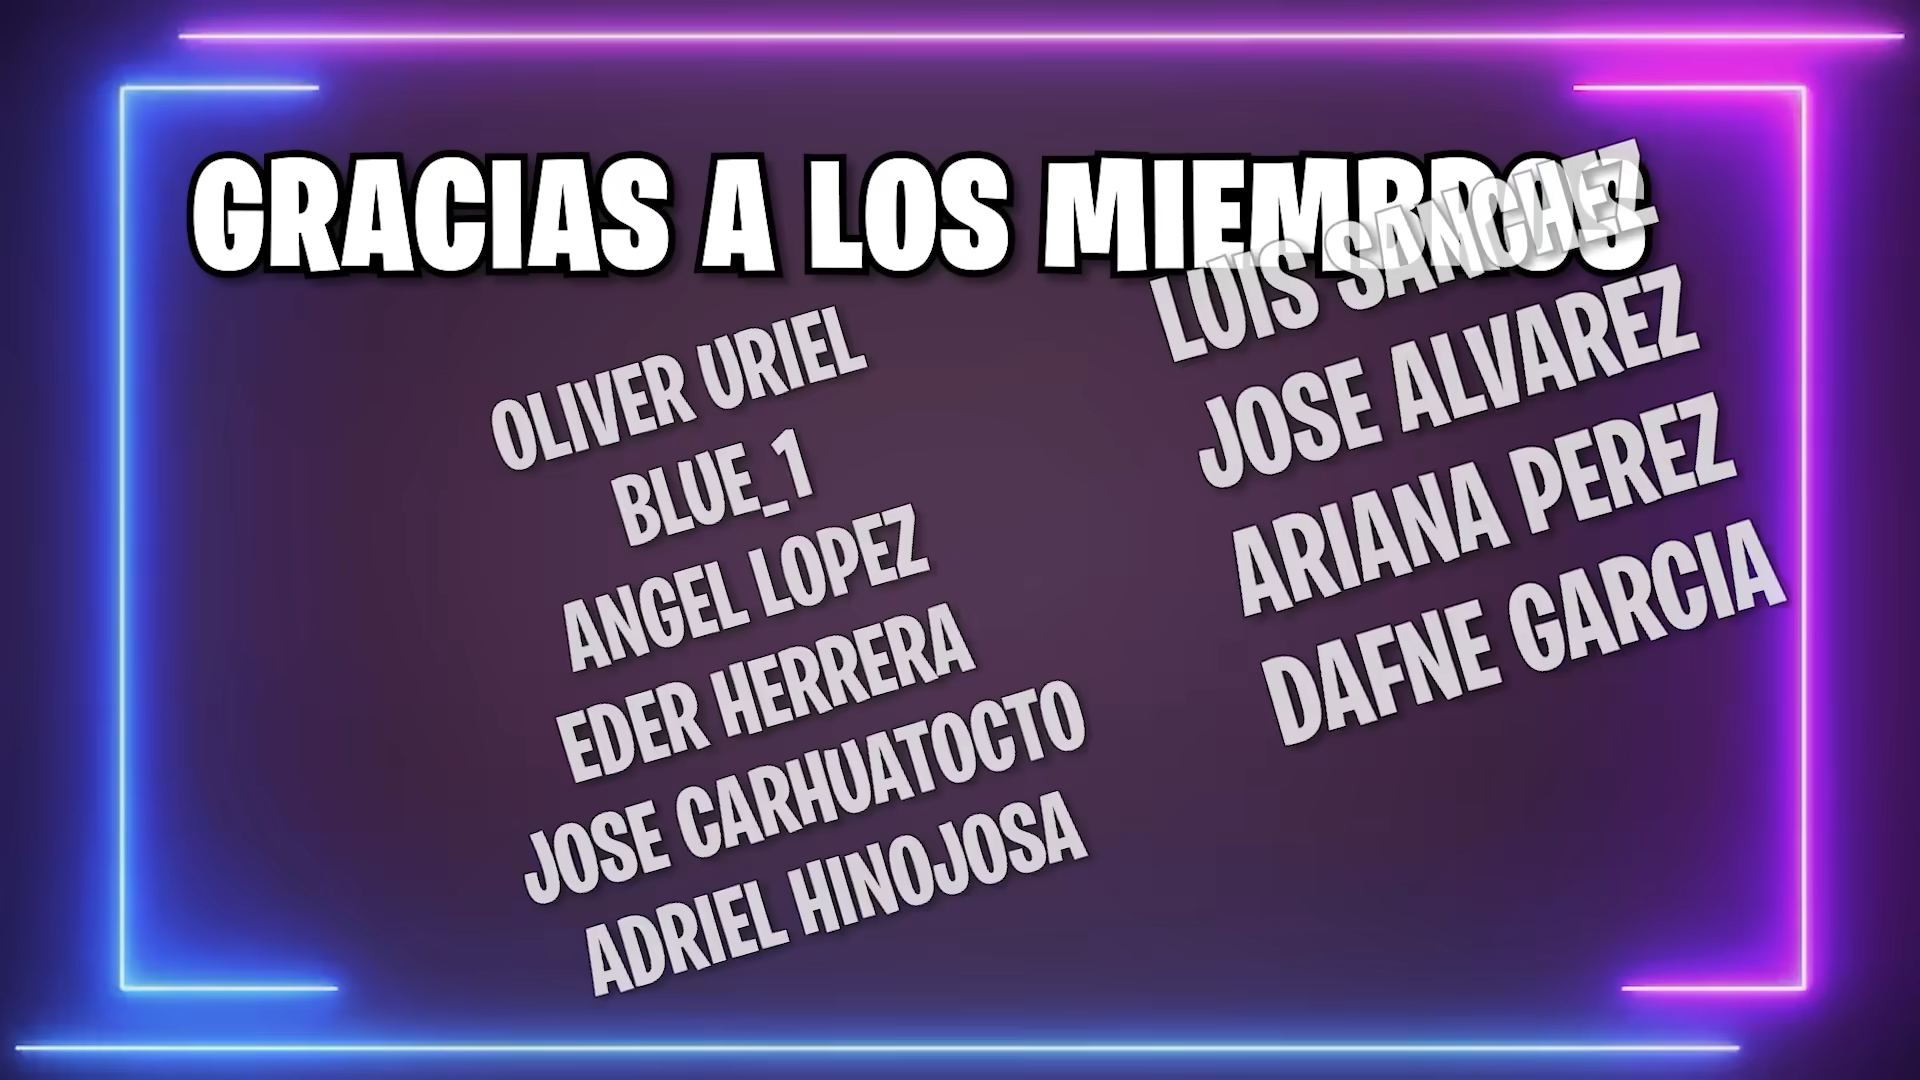 GRACIAS A LOS MIEMBROS
OLIVER URIEL
BLUE_1
ANGEL LOPEZ
EDER HERRERA
JOSE CARHUATOCTO
ADRIEL HINOJOSA
LUIS SANCHEZ
JOSE ALVAREZ
ARIANA PEREZ
DAFNE GARCIA